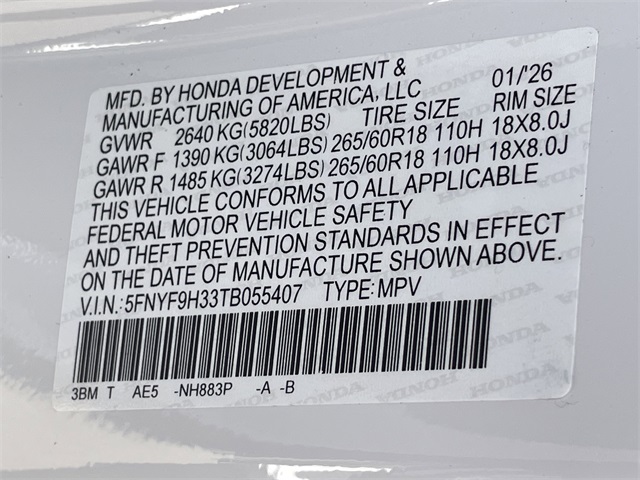 MFD. BY HONDA DEVELOPMENT & 01/'26
MANUFACTURING OF AMERICA, LLC
GVWR 2640 KG(5820LBS) TIRE SIZE RIM SIZE
GAWR F 1390 KG(3064LBS) 265/60R18 110H 18X8.0J
GAWR R 1485 KG(3274LBS) 265/60R18 110H 18X8.0J
THIS VEHICLE CONFORMS TO ALL APPLICABLE
FEDERAL MOTOR VEHICLE SAFETY
AND THEFT PREVENTION STANDARDS IN EFFECT
ON THE DATE OF MANUFACTURE SHOWN ABOVE.
V.I.N.:5FNYF9H33TB055407 TYPE:MPV
3BM T AE5 -NH883P -A -B